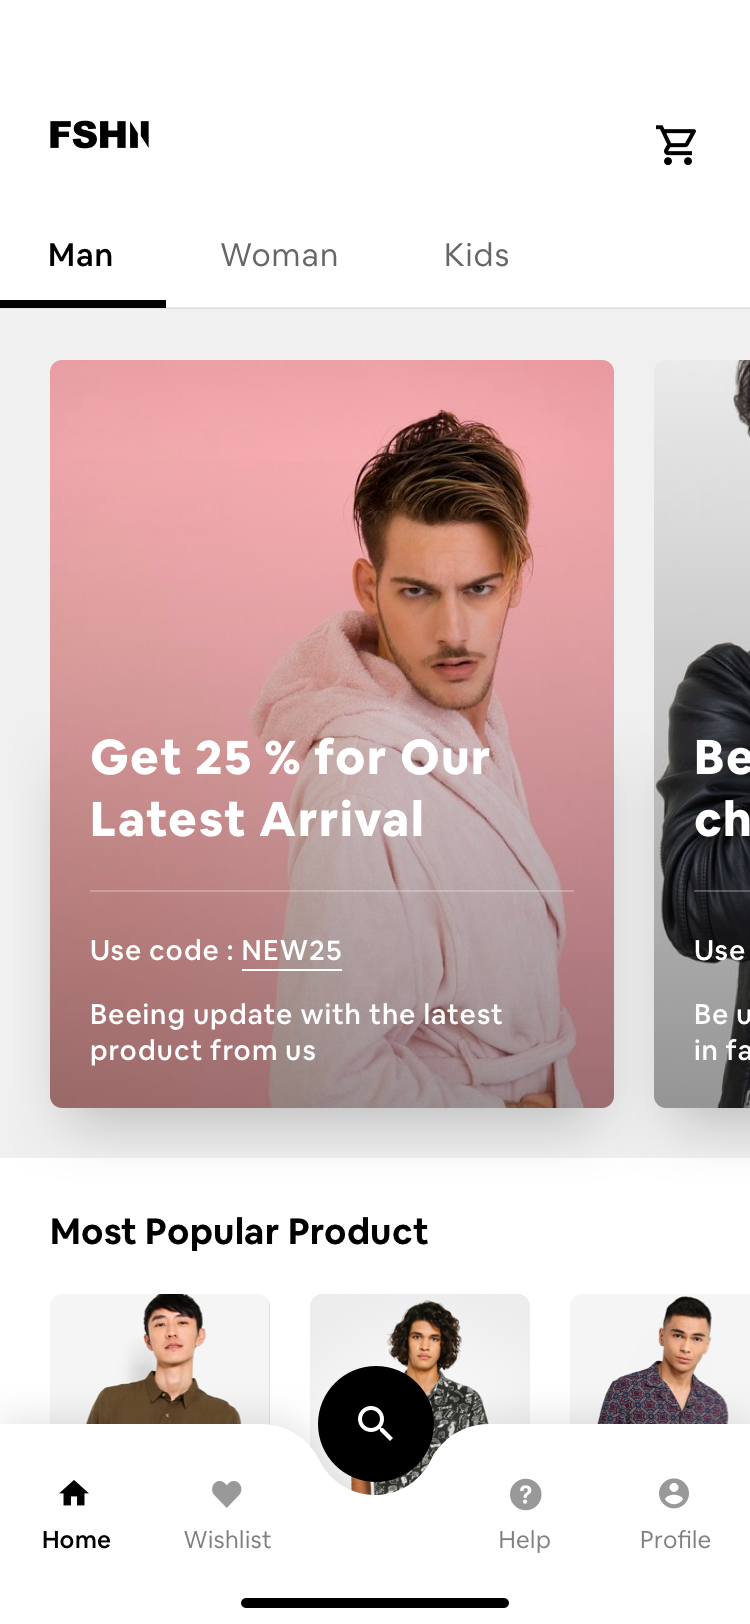 FSHN
Man Woman Kids
Get 25 % for Our
Latest Arrival
Use code : NEW25
Beeing update with the latest
product from us
Be
ch
Use
Be u
in fa
Most Popular Product
Home Wishlist Help Profile